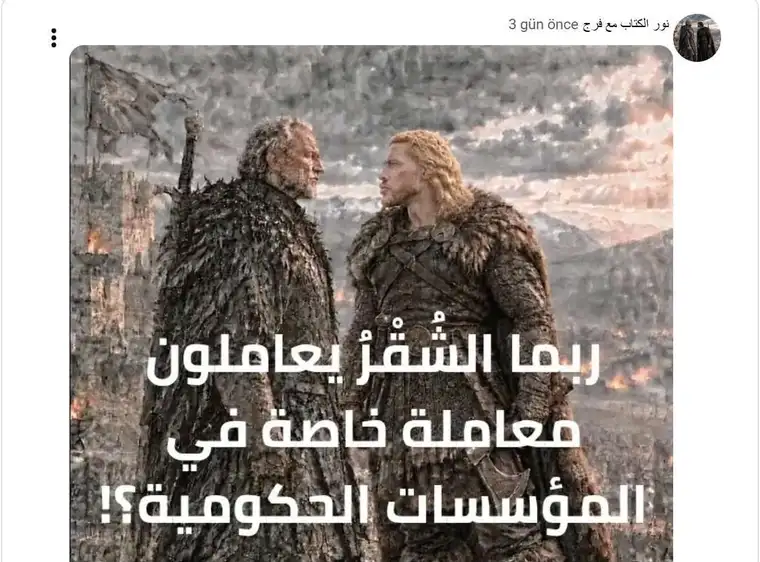 نور الكتاب مع فرج 3 gün önce
ربما الشُقْرُ يعاملون
معاملة خاصة في
المؤسسات الحكومية؟!